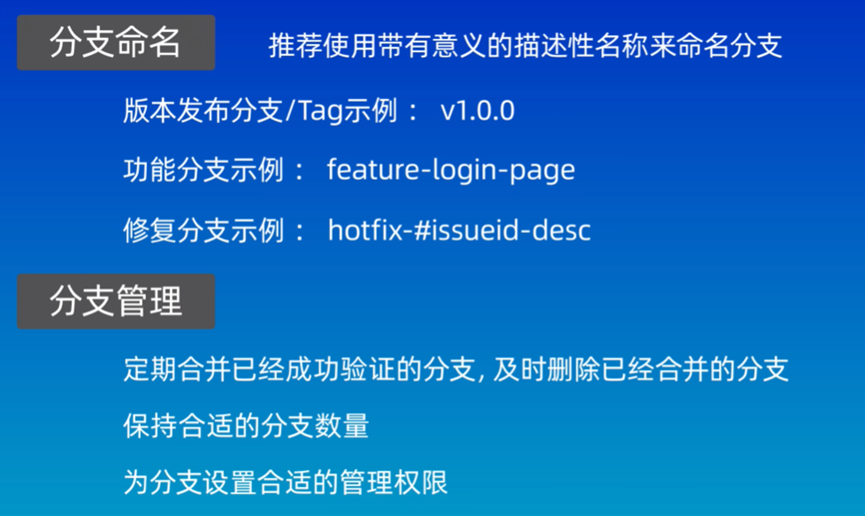 分支命名 推荐使用带有意义的描述性名称来命名分支
版本发布分支/Tag示例： v1.0.0
功能分支示例： feature-login-page
修复分支示例： hotfix-#issueid-desc
分支管理
定期合并已经成功验证的分支, 及时删除已经合并的分支
保持合适的分支数量
为分支设置合适的管理权限